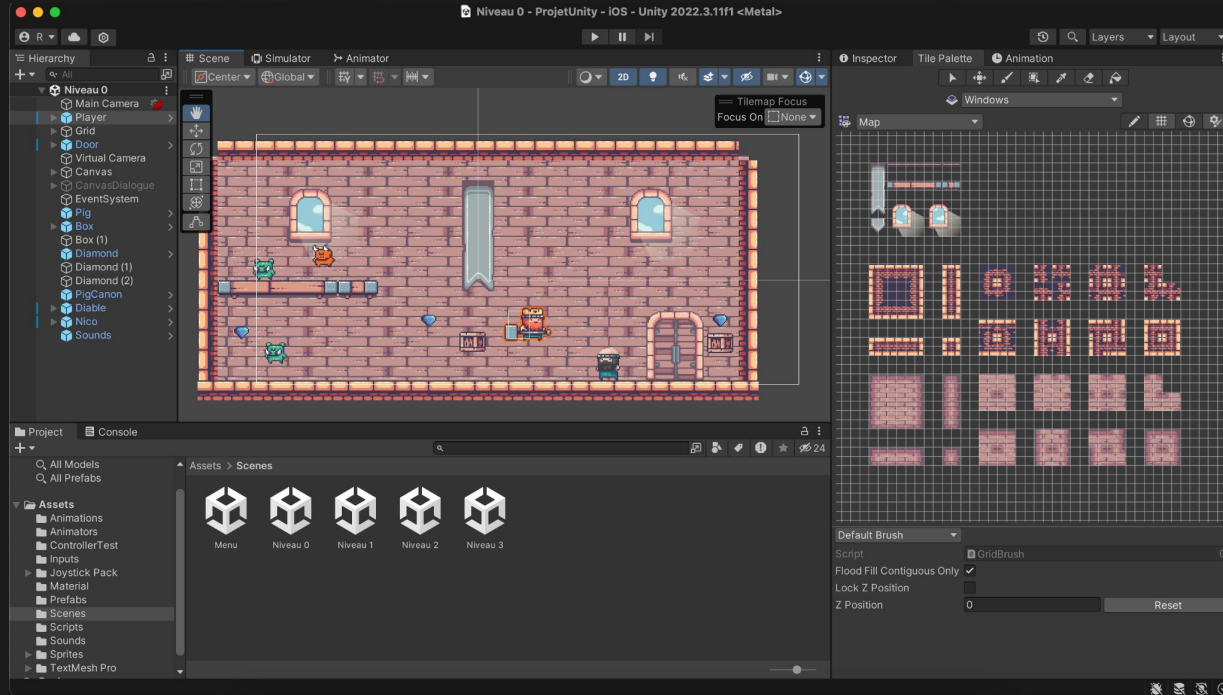 Niveau 0 - ProjetUnity - iOS - Unity 2022.3.11f1 <Metal>
R
Layers
Layout
Hierarchy
All
Niveau 0
Main Camera
Player
Grid
Door
Virtual Camera
Canvas
CanvasDialogue
EventSystem
Pig
Box
Box (1)
Diamond
Diamond (1)
Diamond (2)
PigCanon
Diable
Nico
Sounds
Scene
Simulator
Animator
Center
Global
2D
Tilemap Focus
Focus On None
Inspector
Tile Palette
Animation
Windows
Map
Default Brush
Script
GridBrush
Flood Fill Contiguous Only
Lock Z Position
Z Position
0
Reset
Project
Console
24
All Models
All Prefabs
Assets
Animations
Animators
ControllerTest
Inputs
Joystick Pack
Material
Prefabs
Scenes
Scripts
Sounds
Sprites
TextMesh Pro
Assets > Scenes
Menu
Niveau 0
Niveau 1
Niveau 2
Niveau 3